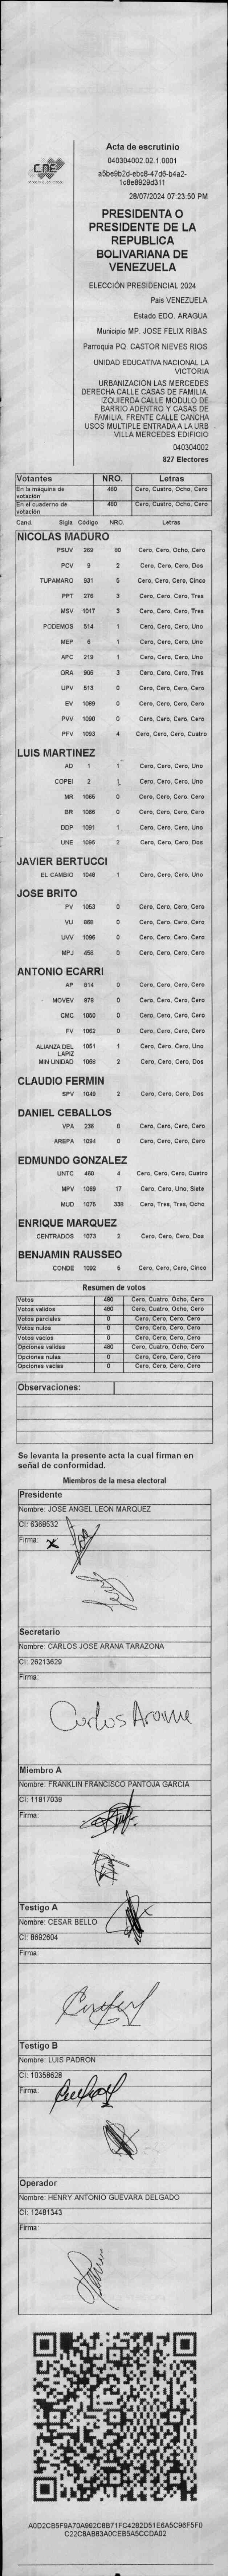 CNE
Acta de escrutinio
040304002.02.1.0001
a5be9b2d-ebc8-47d6-b4a2-
1c8e8929d311
28/07/2024 07:23:50 PM
PRESIDENTA O
PRESIDENTE DE LA
REPUBLICA
BOLIVARIANA DE
VENEZUELA
ELECCIÓN PRESIDENCIAL 2024
País VENEZUELA
Estado EDO. ARAGUA
Municipio MP. JOSE FELIX RIBAS
Parroquia PQ. CASTOR NIEVES RIOS
UNIDAD EDUCATIVA NACIONAL LA
VICTORIA
URBANIZACION LAS MERCEDES
DERECHA CALLE CASAS DE FAMILIA.
IZQUIERDA CALLE MODULO DE
BARRIO ADENTRO Y CASAS DE
FAMILIA. FRENTE CALLE CANCHA
USOS MULTIPLE ENTRADA A LA URB
VILLA MERCEDES EDIFICIO
040304002
827 Electores
Votantes NRO. Letras
En la máquina de votación 480 Cero, Cuatro, Ocho, Cero
En el cuaderno de votación 480 Cero, Cuatro, Ocho, Cero
Cand. Sigla Código NRO. Letras
NICOLAS MADURO
PSUV 269 80 Cero, Cero, Ocho, Cero
PCV 9 2 Cero, Cero, Cero, Dos
TUPAMARO 931 5 Cero, Cero, Cero, Cinco
PPT 276 3 Cero, Cero, Cero, Tres
MSV 1017 3 Cero, Cero, Cero, Tres
PODEMOS 514 1 Cero, Cero, Cero, Uno
MEP 6 1 Cero, Cero, Cero, Uno
APC 219 1 Cero, Cero, Cero, Uno
ORA 906 3 Cero, Cero, Cero, Tres
UPV 613 0 Cero, Cero, Cero, Cero
EV 1089 0 Cero, Cero, Cero, Cero
PVV 1090 0 Cero, Cero, Cero, Cero
PFV 1093 4 Cero, Cero, Cero, Cuatro
LUIS MARTINEZ
AD 1 1 Cero, Cero, Cero, Uno
COPEI 2 1 Cero, Cero, Cero, Uno
MR 1086 0 Cero, Cero, Cero, Cero
BR 1066 0 Cero, Cero, Cero, Cero
DDP 1091 1 Cero, Cero, Cero, Uno
UNE 1095 2 Cero, Cero, Cero, Dos
JAVIER BERTUCCI
EL CAMBIO 1048 1 Cero, Cero, Cero, Uno
JOSE BRITO
PV 1053 0 Cero, Cero, Cero, Cero
VU 868 0 Cero, Cero, Cero, Cero
UVV 1096 0 Cero, Cero, Cero, Cero
MPJ 458 0 Cero, Cero, Cero, Cero
ANTONIO ECARRI
AP 914 0 Cero, Cero, Cero, Cero
MOVEV 879 0 Cero, Cero, Cero, Cero
CMC 1050 0 Cero, Cero, Cero, Cero
FV 1062 0 Cero, Cero, Cero, Cero
ALIANZA DEL LAPIZ 1051 1 Cero, Cero, Cero, Uno
MIN UNIDAD 1068 2 Cero, Cero, Cero, Dos
CLAUDIO FERMIN
SPV 1049 2 Cero, Cero, Cero, Dos
DANIEL CEBALLOS
VPA 236 0 Cero, Cero, Cero, Cero
AREPA 1094 0 Cero, Cero, Cero, Cero
EDMUNDO GONZALEZ
UNTC 460 4 Cero, Cero, Cero, Cuatro
MPV 1069 17 Cero, Cero, Uno, Siete
MUD 1075 338 Cero, Tres, Tres, Ocho
ENRIQUE MARQUEZ
CENTRADOS 1073 2 Cero, Cero, Cero, Dos
BENJAMIN RAUSSEO
CONDE 1092 5 Cero, Cero, Cero, Cinco
Resumen de votos
Votos 480 Cero, Cuatro, Ocho, Cero
Votos validos 480 Cero, Cuatro, Ocho, Cero
Votos parciales 0 Cero, Cero, Cero, Cero
Votos nulos 0 Cero, Cero, Cero, Cero
Votos vacios 0 Cero, Cero, Cero, Cero
Opciones validas 480 Cero, Cuatro, Ocho, Cero
Opciones nulas 0 Cero, Cero, Cero, Cero
Opciones vacias 0 Cero, Cero, Cero, Cero
Observaciones:
Se levanta la presente acta la cual firman en
señal de conformidad.
Miembros de la mesa electoral
Presidente
Nombre: JOSE ANGEL LEON MARQUEZ
CI: 6368532
Firma: X
Secretario
Nombre: CARLOS JOSE ARANA TARAZONA
CI: 26213629
Firma:
Carlos Arana
Miembro A
Nombre: FRANKLIN FRANCISCO PANTOJA GARCIA
CI: 11817039
Firma:
Testigo A
Nombre: CESAR BELLO
CI: 8692604
Firma:
Testigo B
Nombre: LUIS PADRON
CI: 10358628
Firma:
Operador
Nombre: HENRY ANTONIO GUEVARA DELGADO
CI: 12481343
Firma:
A0D2CB5F9A70A992C8B71FC4282D51E6A5C96F5F0
C22C8AB83A0CEB5A5CCDA02